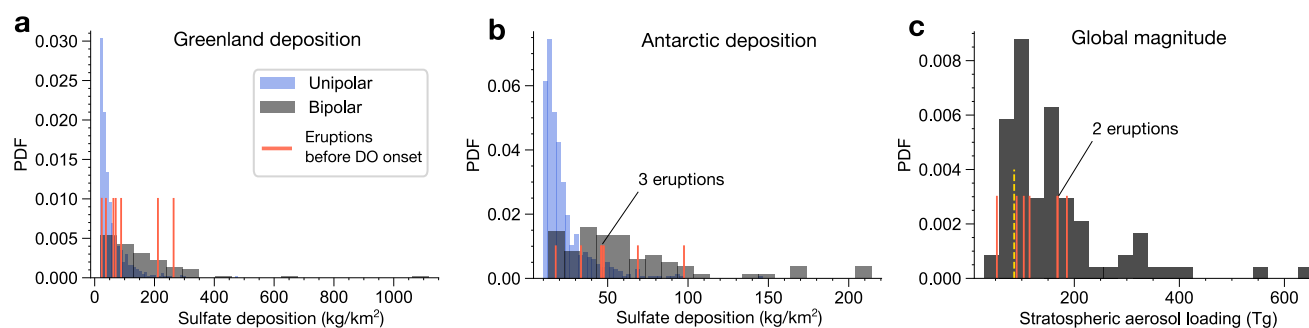 a
Greenland deposition
0.030
0.025
0.020
0.015
0.010
0.005
0.000
PDF
Unipolar
Bipolar
Eruptions
before DO onset
0
200
400
600
800
1000
Sulfate deposition (kg/km²)
b
Antarctic deposition
0.06
0.04
0.02
0.00
PDF
3 eruptions
50
100
150
200
Sulfate deposition (kg/km²)
c
Global magnitude
0.008
0.006
0.004
0.002
0.000
PDF
2 eruptions
200
400
600
Stratospheric aerosol loading (Tg)